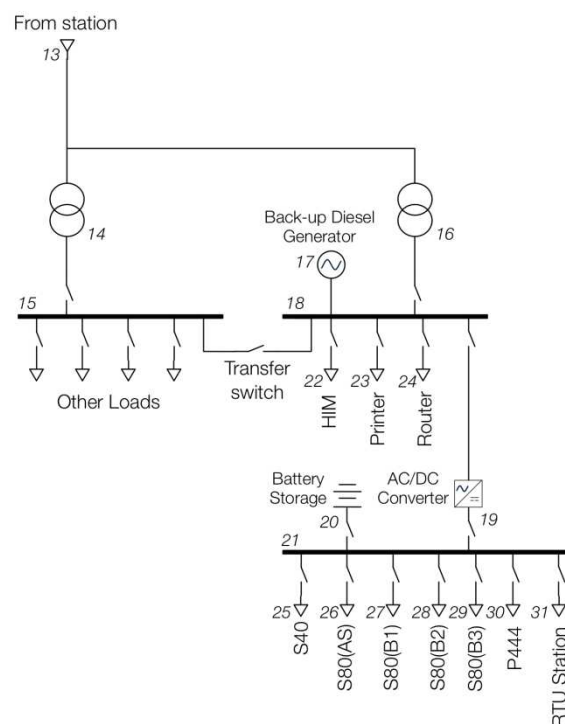 From station
13
14
Back-up Diesel
Generator
17
16
15
18
Transfer
switch
Other Loads
22
HIM
23
Printer
24
Router
Battery
Storage
AC/DC
Converter
20
19
21
25
S40
26
S80(AS)
27
S80(B1)
28
S80(B2)
29
S80(B3)
30
P444
31
RTU Station